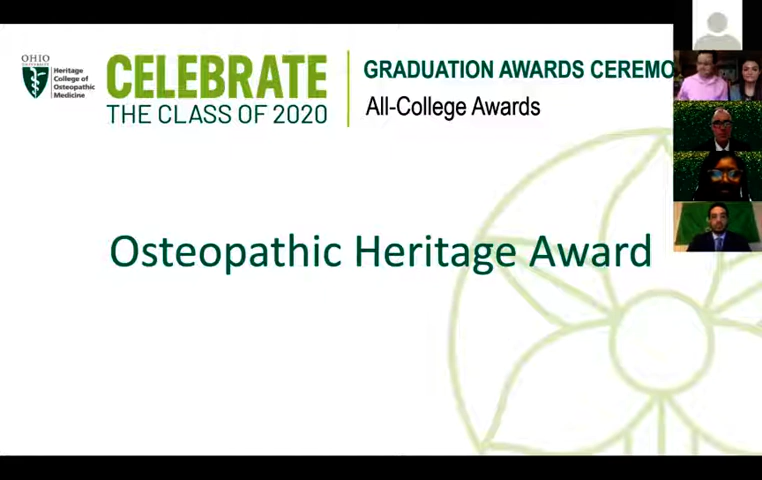 OHIO
UNIVERSITY
Heritage
College of
Osteopathic
Medicine
CELEBRATE
THE CLASS OF 2020
GRADUATION AWARDS CEREMO
All-College Awards
Osteopathic Heritage Award